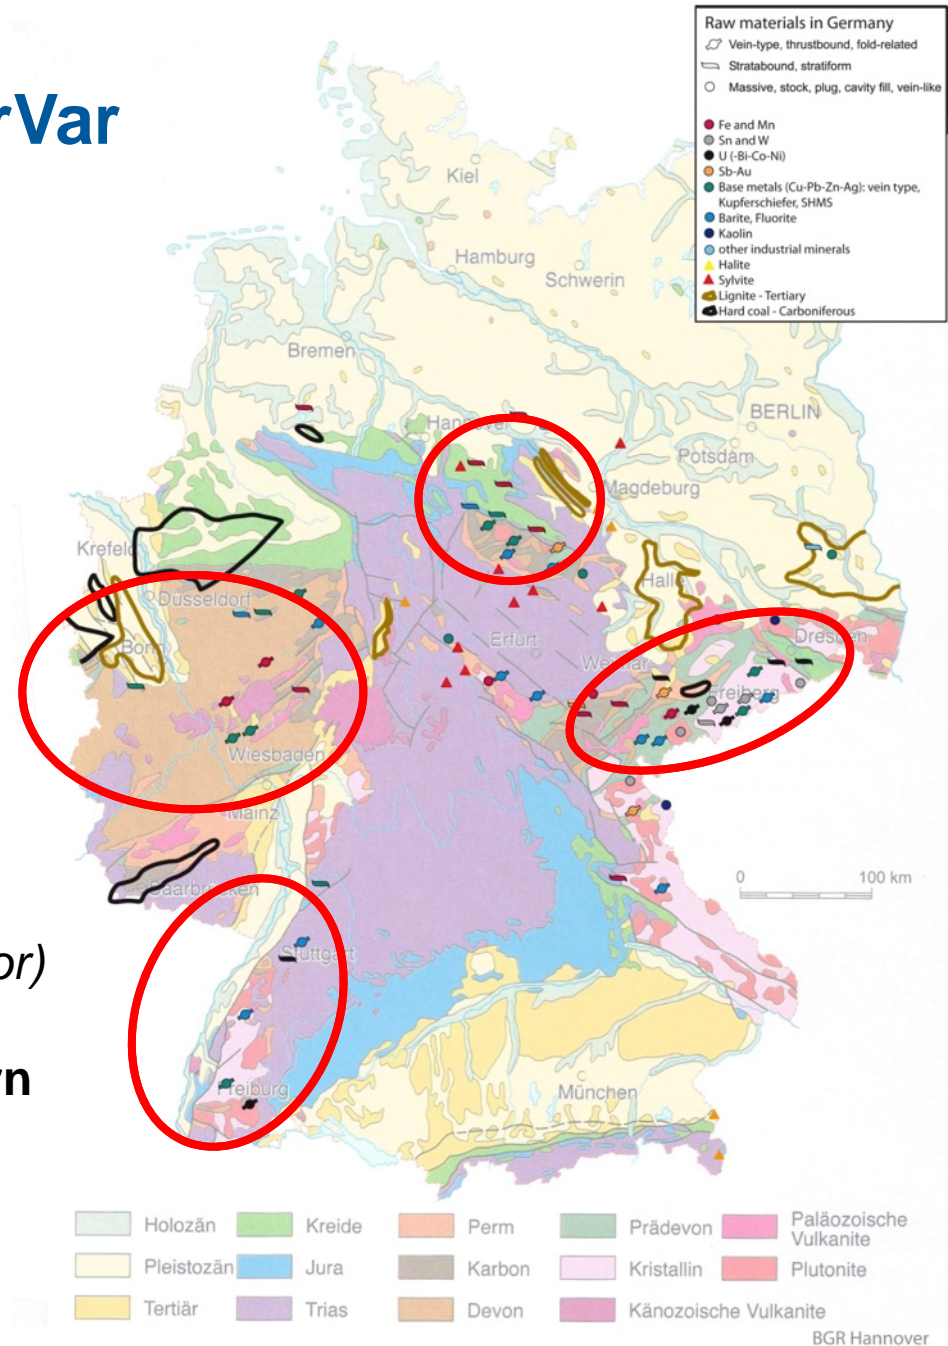 rVar
Raw materials in Germany
Vein-type, thrustbound, fold-related
Stratabound, stratiform
Massive, stock, plug, cavity fill, vein-like
Fe and Mn
Sn and W
U (-Bi-Co-Ni)
Sb-Au
Base metals (Cu-Pb-Zn-Ag): vein type,
Kupferschiefer, SHMS
Barite, Fluorite
Kaolin
other industrial minerals
Halite
Sylvite
Lignite - Tertiary
Hard coal - Carboniferous
Kiel
Hamburg
Schwerin
Bremen
BERLIN
Hannover
Potsdam
Magdeburg
Krefeld
Halle
Düsseldorf
Erfurt
Dresden
Bonn
Weimar
Freiberg
Wiesbaden
Mainz
0 100 km
Saarbrücken
or)
Stuttgart
rn
Freiburg
München
Holozän Kreide Perm Prädevon Paläozoische
Vulkanite
Pleistozän Jura Karbon Kristallin Plutonite
Tertiär Trias Devon Känozoische Vulkanite
BGR Hannover